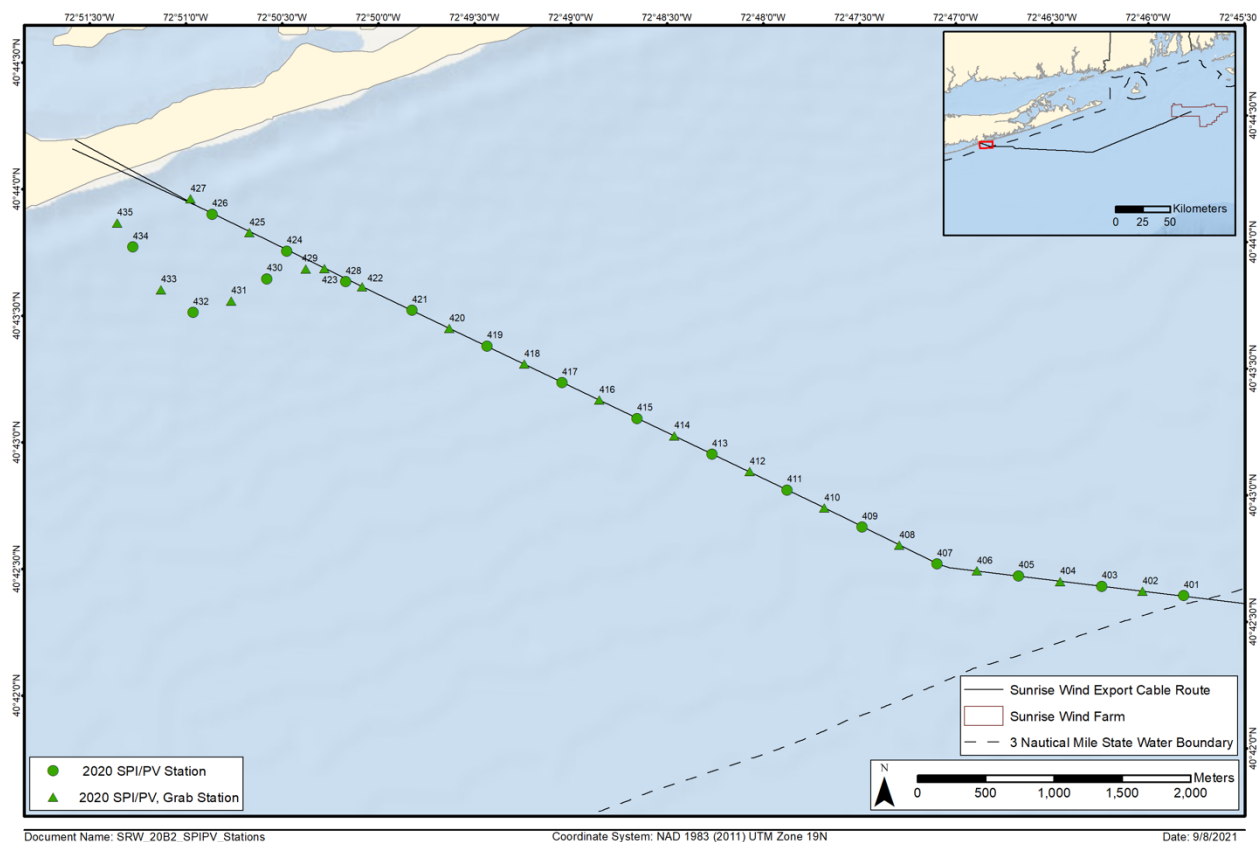 72°51'30"W 72°51'0"W 72°50'30"W 72°50'0"W 72°49'30"W 72°49'0"W 72°48'30"W 72°48'0"W 72°47'30"W 72°47'0"W 72°46'30"W 72°46'0"W 72°45'30
40°44'30"N
40°44'30"N
Kilometers
0 25 50
40°44'0"N
427
426
435
425
40°44'0"N
434
424
429
430
428
423
422
433
431
432
421
40°43'30"N
420
419
418
40°43'30"N
417
416
415
414
40°43'0"N
413
412
411
40°43'0"N
410
409
408
40°42'30"N
407
406
405
404
403
402
401
40°42'30"N
40°42'0"N
Sunrise Wind Export Cable Route
Sunrise Wind Farm
3 Nautical Mile State Water Boundary
40°42'0"N
2020 SPI/PV Station
2020 SPI/PV, Grab Station
N
Meters
0 500 1,000 1,500 2,000
Document Name: SRW_20B2_SPIPV_Stations Coordinate System: NAD 1983 (2011) UTM Zone 19N Date: 9/8/2021